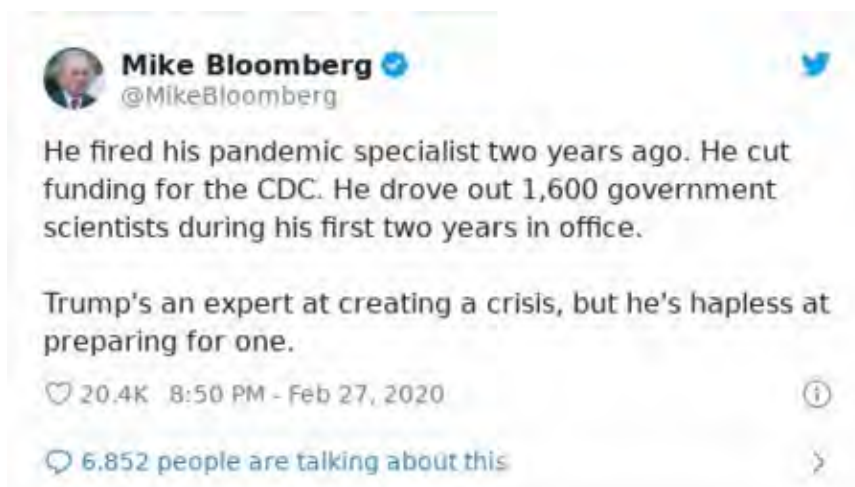 Mike Bloomberg
@MikeBloomberg
He fired his pandemic specialist two years ago. He cut
funding for the CDC. He drove out 1,600 government
scientists during his first two years in office.
Trump's an expert at creating a crisis, but he's hapless at
preparing for one.
20.4K 8:50 PM - Feb 27, 2020
6,852 people are talking about this